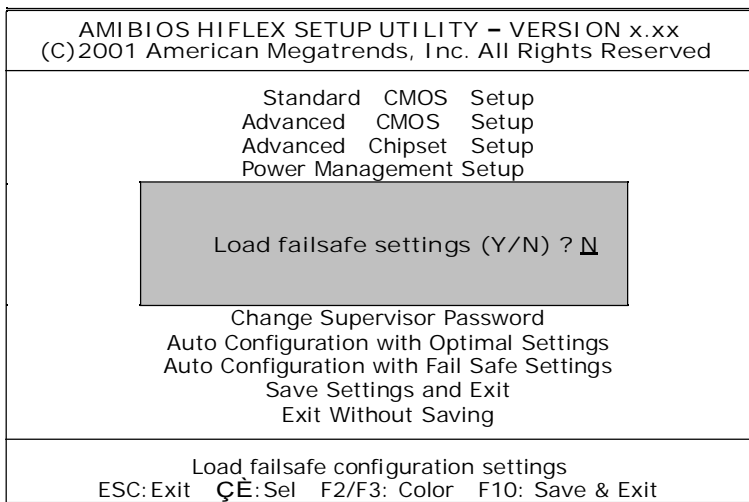 AMIBIOS HIFLEX SETUP UTILITY – VERSION x.xx
(C)2001 American Megatrends, Inc. All Rights Reserved
Standard CMOS Setup
Advanced CMOS Setup
Advanced Chipset Setup
Power Management Setup
Load failsafe settings (Y/N) ? N
Change Supervisor Password
Auto Configuration with Optimal Settings
Auto Configuration with Fail Safe Settings
Save Settings and Exit
Exit Without Saving
Load failsafe configuration settings
ESC:Exit ÇÈ:Sel F2/F3: Color F10: Save & Exit